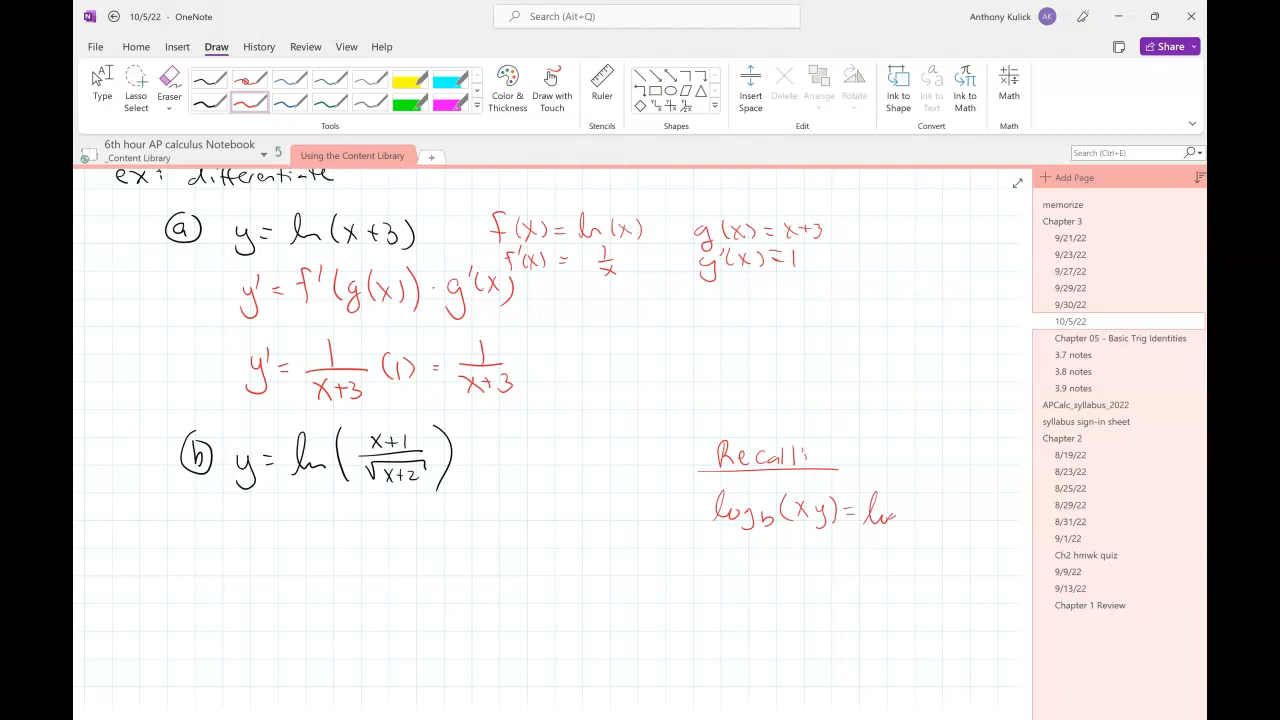 10/5/22 - OneNote
Search (Alt+Q)
Anthony Kulick
AK
File Home Insert Draw History Review View Help
Share
Type
Lasso Select
Eraser
Color & Thickness
Draw with Touch
Ruler
Insert Space
Delete
Arrange
Rotate
Ink to Shape
Ink to Text
Ink to Math
Math
Tools
Stencils
Shapes
Edit
Convert
Math
6th hour AP calculus Notebook
_Content Library
Using the Content Library
Search (Ctrl+E)
ex: differentiate
(a) y = ln(x+3) f(x) = ln(x) g(x) = x+3
f'(x) = 1/x g'(x) = 1
y' = f'(g(x)) · g'(x)
y' = 1/(x+3) (1) = 1/(x+3)
(b) y = ln((x+1)/√(x+2))
Recall:
log_b(xy) = lo
Add Page
memorize
Chapter 3
9/21/22
9/23/22
9/27/22
9/29/22
9/30/22
10/5/22
Chapter 05 - Basic Trig Identities
3.7 notes
3.8 notes
3.9 notes
APCalc_syllabus_2022
syllabus sign-in sheet
Chapter 2
8/19/22
8/23/22
8/25/22
8/29/22
8/31/22
9/1/22
Ch2 hmwk quiz
9/9/22
9/13/22
Chapter 1 Review